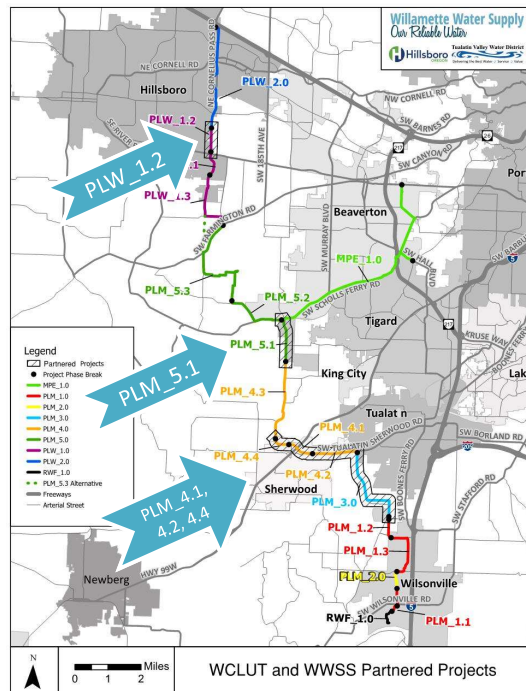 Willamette Water Supply
Our Reliable Water
Hillsboro
OREGON
Tualatin Valley Water District
Delivering the Best Water | Service | Value
NE CORNELIUS PASS RD
NE CORNELL RD
PLW_2.0
Hillsboro
NW CORNELL RD
PLW_1.2
SW BARNES RD
26
SW 185TH AVE
217
SW CANYON RD
PLW_1.2
.1
PLW_1.3
Beaverton
SW FARMINGTON RD
SW MURRAY BLVD
SW HALL BLVD
MPE_1.0
5
PLM_5.3
PLM_5.2
SW SCHOLLS FERRY RD
Tigard
217
PLM_5.1
PLM_5.1
KRUSE WAY
King City
PLM_4.3
SW BOONES FERRY RD
Lak
Tualat n
PLM_4.1
SW TUALATIN SHERWOOD RD
SW BORLAND RD
PLM_4.4
PLM_4.2
SW BOONES FERRY RD
SW STAFFORD RD
PLM_4.1,
4.2, 4.4
Sherwood
PLM_3.0
PLM_1.2
PLM_1.3
HWY 99W
Newberg
PLM_2.0
Wilsonville
SW WILSONVILLE RD
RWF_1.0
5
PLM_1.1
Legend
Partnered Projects
Project Phase Break
MPE_1.0
PLM_1.0
PLM_2.0
PLM_3.0
PLM_4.0
PLM_5.0
PLW_1.0
PLW_2.0
RWF_1.0
PLM_5.3 Alternative
Freeways
Arterial Street
N
Miles
0 1 2
WCLUT and WWSS Partnered Projects